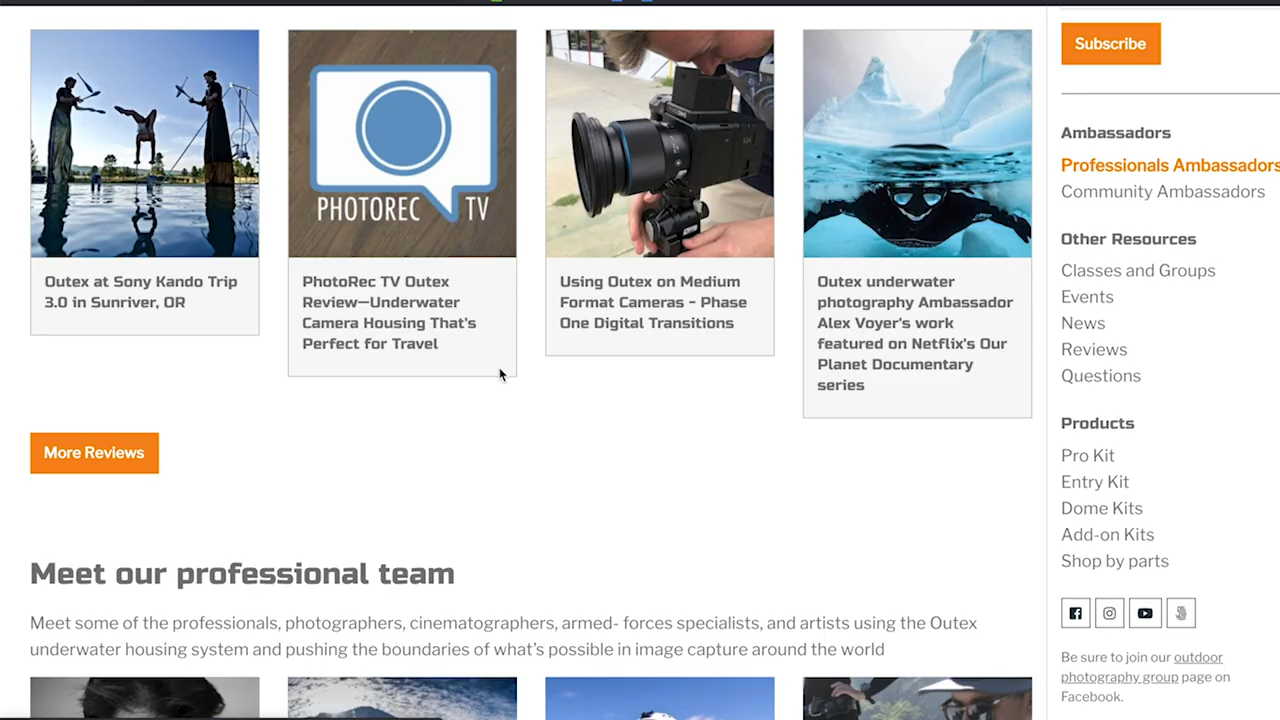 PHOTOREC TV
Outex at Sony Kando Trip
3.0 in Sunriver, OR
PhotoRec TV Outex
Review—Underwater
Camera Housing That's
Perfect for Travel
Using Outex on Medium
Format Cameras - Phase
One Digital Transitions
Outex underwater
photography Ambassador
Alex Voyer's work
featured on Netflix's Our
Planet Documentary
series
More Reviews
Meet our professional team
Meet some of the professionals, photographers, cinematographers, armed- forces specialists, and artists using the Outex
underwater housing system and pushing the boundaries of what's possible in image capture around the world
Subscribe
Ambassadors
Professionals Ambassadors
Community Ambassadors
Other Resources
Classes and Groups
Events
News
Reviews
Questions
Products
Pro Kit
Entry Kit
Dome Kits
Add-on Kits
Shop by parts
Be sure to join our outdoor
photography group page on
Facebook.